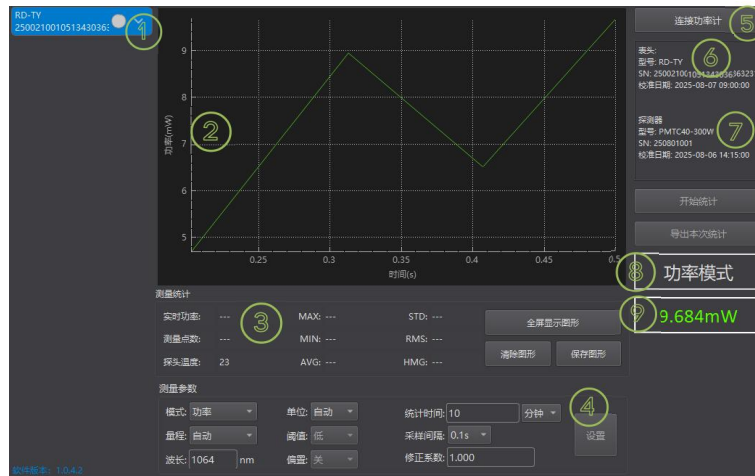 RD-TY
250021001051343036:
①
②
9
8
7
6
5
功率(mW)
0.25
0.3
0.35
0.4
0.45
0.5
时间(s)
连接功率计
⑤
表头:
型号: RD-TY
⑥
校准日期: 2025-08-07 09:00:00
探测器
型号: PMTC40-300W
⑦
SN: 250801001
校准日期: 2025-08-06 14:15:00
开始统计
导出本次统计
⑧ 功率模式
⑨ 9.684mW
测量统计
实时功率: --- ③ MAX: --- STD: ---
测量点数: --- MIN: --- RMS: ---
探头温度: 23 AVG: --- HMG: ---
全屏显示图形
清除图形 保存图形
测量参数
模式: 功率 单位: 自动 统计时间: 10 分钟 ④
量程: 自动 阈值: 低 采样间隔: 0.1s 设置
波长: 1064 nm 偏置: 关 修正系数: 1.000
软件版本: 1.0.4.2